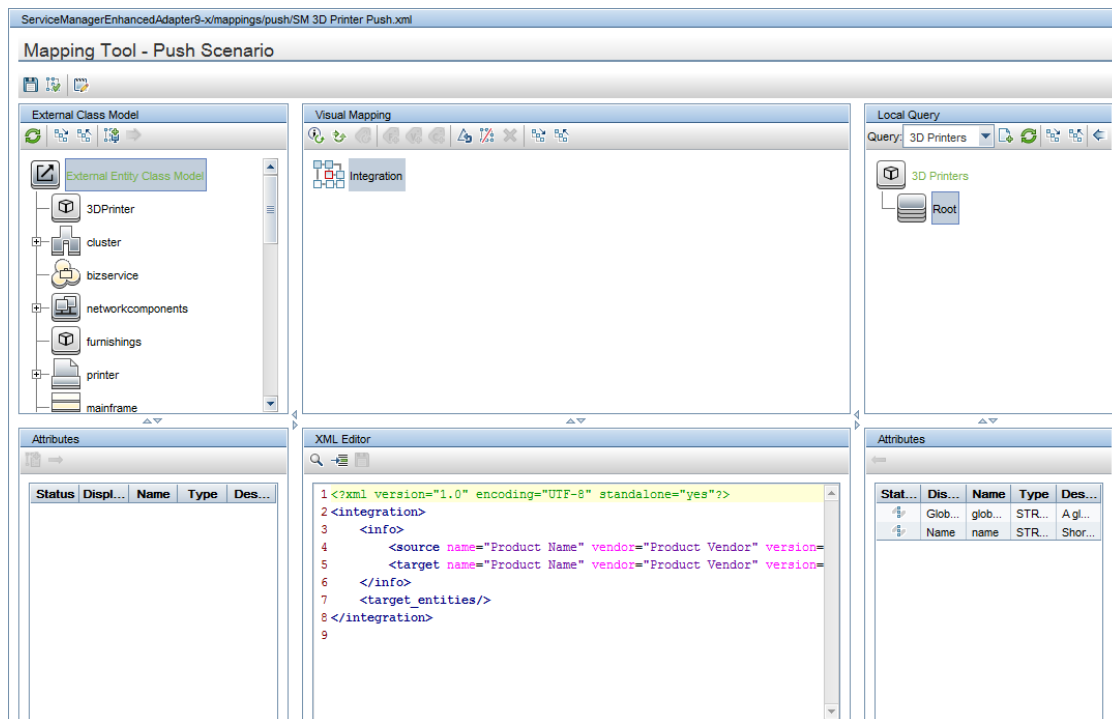 ServiceManagerEnhancedAdapter9-x/mappings/push/SM 3D Printer Push.xml
Mapping Tool - Push Scenario
External Class Model
External Entity Class Model
3DPrinter
cluster
bizservice
networkcomponents
furnishings
printer
mainframe
Visual Mapping
Integration
Local Query
Query: 3D Printers
3D Printers
Root
Attributes
Status Displ... Name Type Des...
XML Editor
1 <?xml version="1.0" encoding="UTF-8" standalone="yes"?>
2 <integration>
3 <info>
4 <source name="Product Name" vendor="Product Vendor" version=
5 <target name="Product Name" vendor="Product Vendor" version=
6 </info>
7 <target_entities/>
8 </integration>
9
Attributes
Stat... Dis... Name Type Des...
Glob... glob... STR... A gl...
Name name STR... Shor...